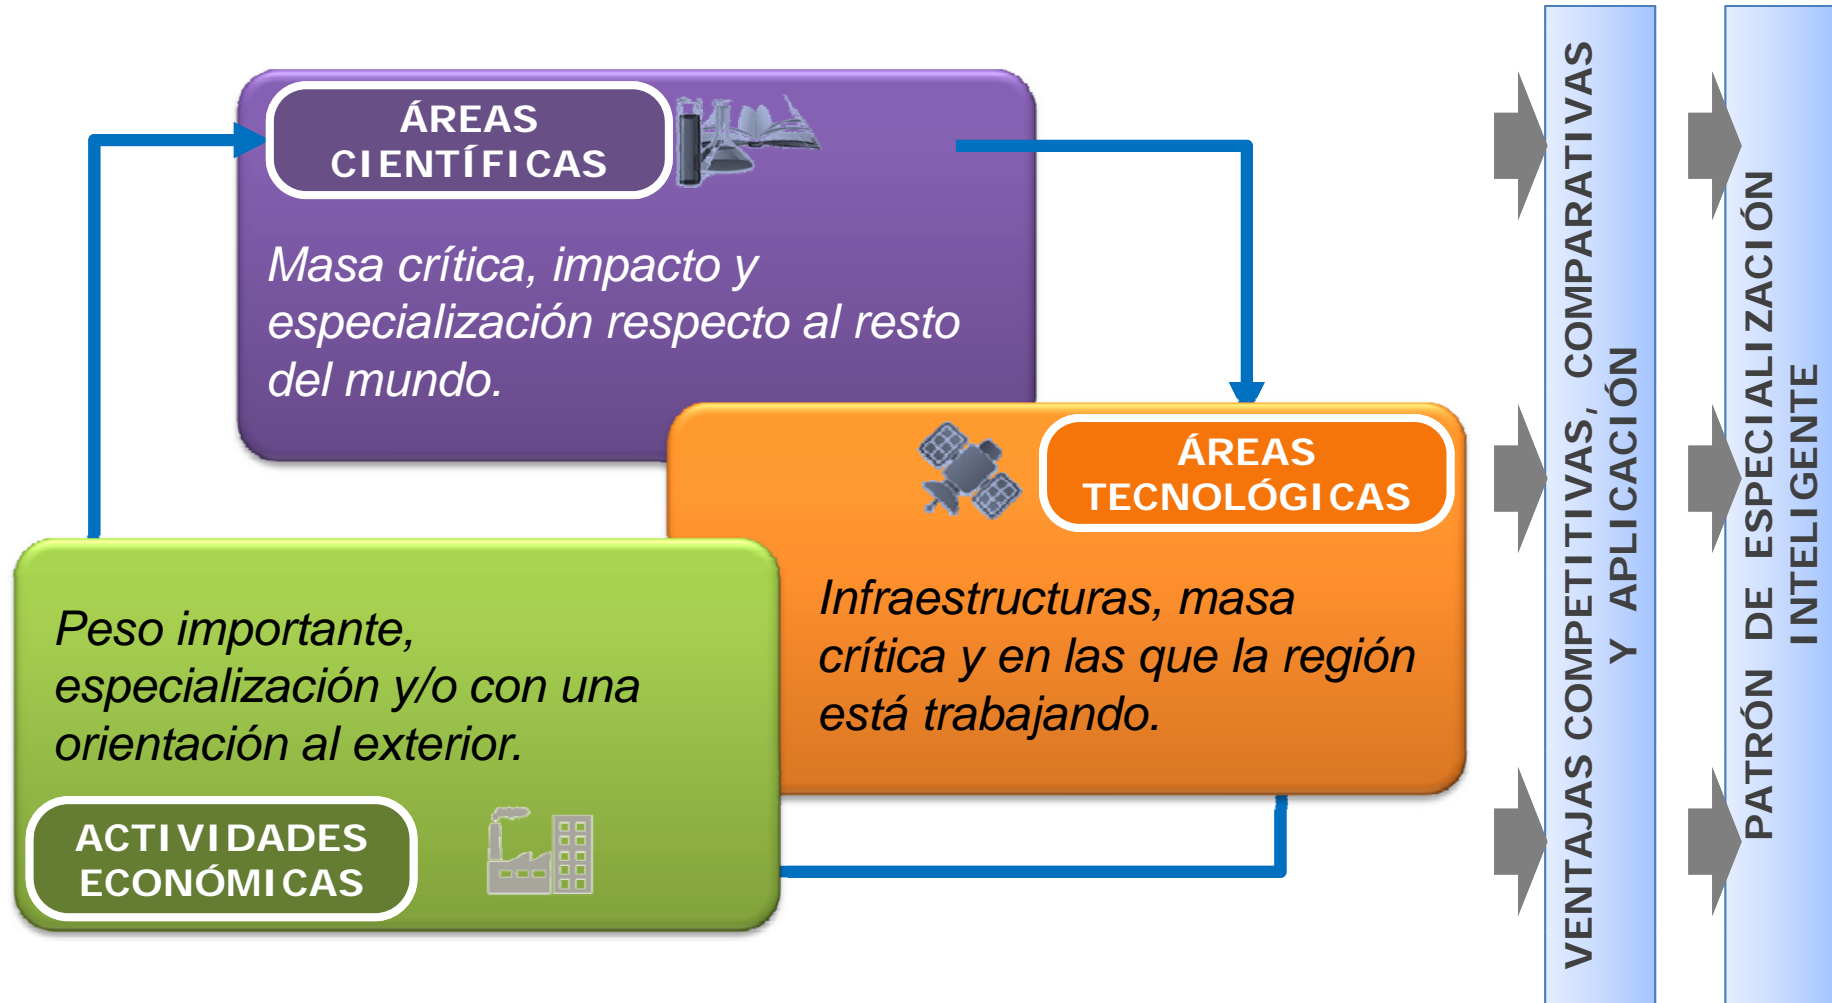 ÁREAS
CIENTÍFICAS
Masa crítica, impacto y
especialización respecto al resto
del mundo.
ÁREAS
TECNOLÓGICAS
Infraestructuras, masa
crítica y en las que la región
está trabajando.
Peso importante,
especialización y/o con una
orientación al exterior.
ACTIVIDADES
ECONÓMICAS
VENTAJAS COMPETITIVAS, COMPARATIVAS
Y APLICACIÓN
PATRÓN DE ESPECIALIZACIÓN
INTELIGENTE